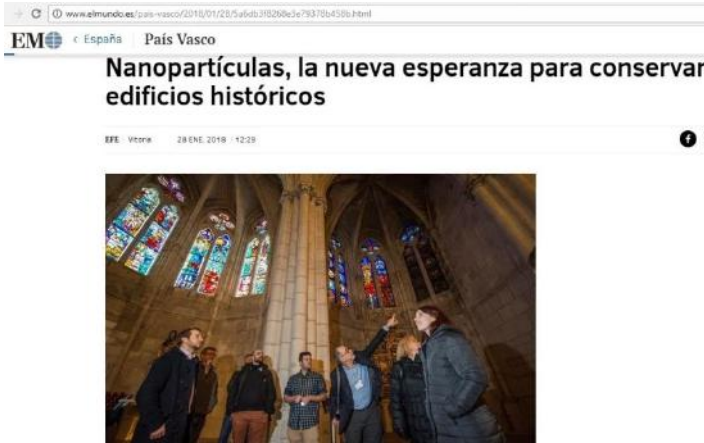 www.elmundo.es/pais-vasco/2018/01/28/5a6db3f8268e3e79378b458b.html
EM
< España
País Vasco
Nanopartículas, la nueva esperanza para conservar
edificios históricos
EFE Vitoria 28 ENE. 2018 12:29